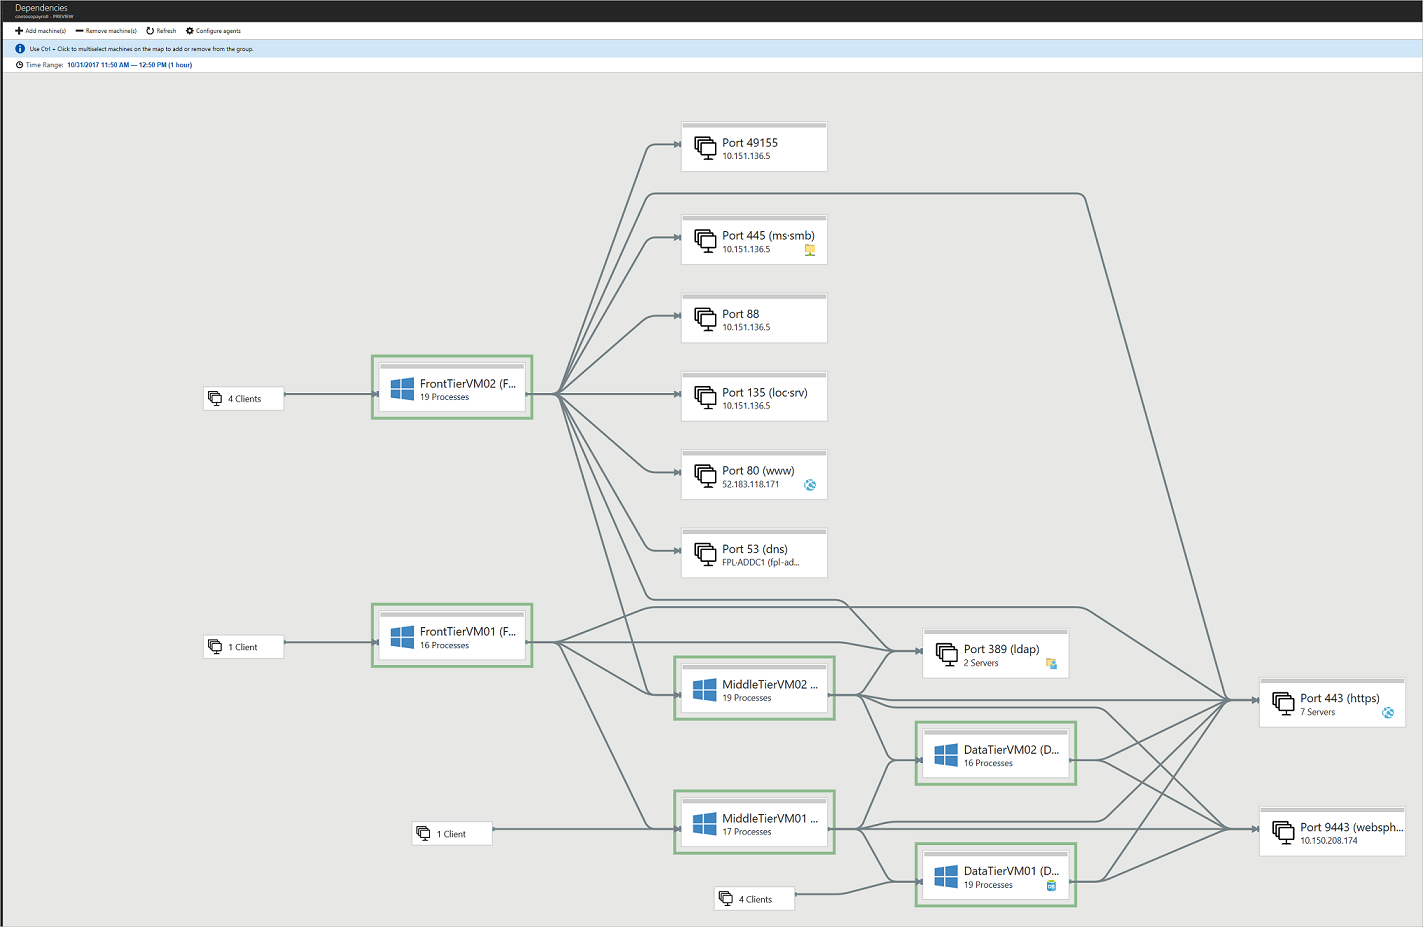 Dependencies
contosopayroll - PREVIEW
Add machine(s) Remove machine(s) Refresh Configure agents
Use Ctrl + Click to multiselect machines on the map to add or remove from the group.
Time Range: 10/31/2017 11:50 AM — 12:50 PM (1 hour)
Port 49155
10.151.136.5
Port 445 (ms-smb)
10.151.136.5
Port 88
10.151.136.5
4 Clients
FrontTierVM02 (F...
19 Processes
Port 135 (loc-srv)
10.151.136.5
Port 80 (www)
52.183.118.171
Port 53 (dns)
FPL-ADDC1 (fpl-ad...
1 Client
FrontTierVM01 (F...
16 Processes
Port 389 (ldap)
2 Servers
MiddleTierVM02 ...
19 Processes
Port 443 (https)
7 Servers
DataTierVM02 (D...
16 Processes
1 Client
MiddleTierVM01 ...
17 Processes
Port 9443 (websph...
10.150.208.174
DataTierVM01 (D...
19 Processes
4 Clients